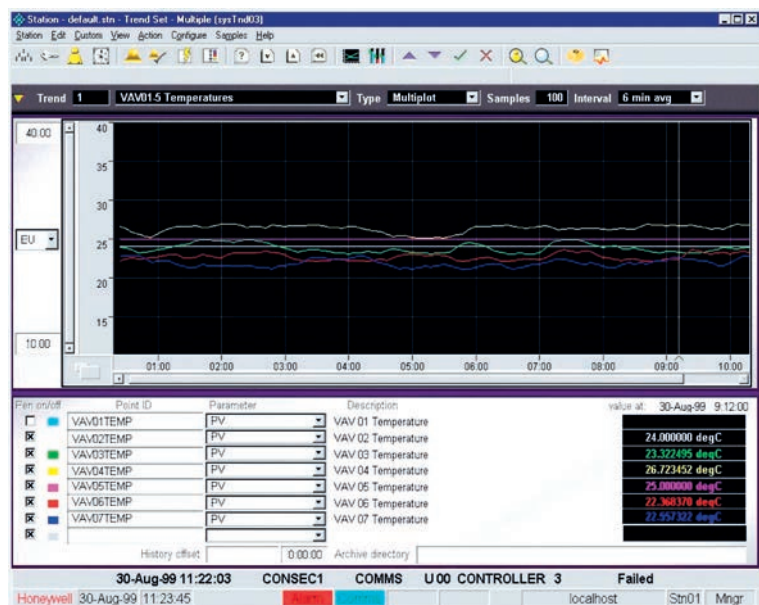 Station - default.stn - Trend Set - Multiple [sysTnd03]
Station Edit Custom View Action Configure Samples Help
Trend 1 VAV01-5 Temperatures Type Multiplot Samples 100 Interval 6 min avg
40.00
EU
10.00
40
35
30
25
20
15
01:00 02:00 03:00 04:00 05:00 06:00 07:00 08:00 09:00 10:00
Pen on/off Point ID Parameter Description value at: 30-Aug-99 9:12:00
VAV01TEMP PV VAV 01 Temperature
VAV02TEMP PV VAV 02 Temperature 24.000000 degC
VAV03TEMP PV VAV 03 Temperature 23.322495 degC
VAV04TEMP PV VAV 04 Temperature 26.723452 degC
VAV05TEMP PV VAV 05 Temperature 25.000000 degC
VAV06TEMP PV VAV 06 Temperature 22.368370 degC
VAV07TEMP PV VAV 07 Temperature 22.957322 degC
History offset 0:00:00 Archive directory
30-Aug-99 11:22:03 CONSEC1 COMMS U 00 CONTROLLER 3 Failed
Honeywell 30-Aug-99 11:23:45 Alarm localhost Stn01 Mngr